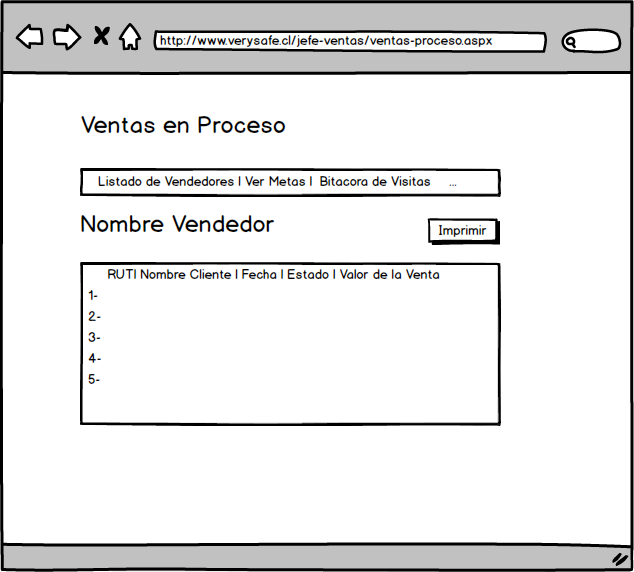 http://www.verysafe.cl/jefe-ventas/ventas-proceso.aspx
Ventas en Proceso
Listado de Vendedores | Ver Metas | Bitacora de Visitas ...
Nombre Vendedor
Imprimir
RUT| Nombre Cliente | Fecha | Estado | Valor de la Venta
1-
2-
3-
4-
5-